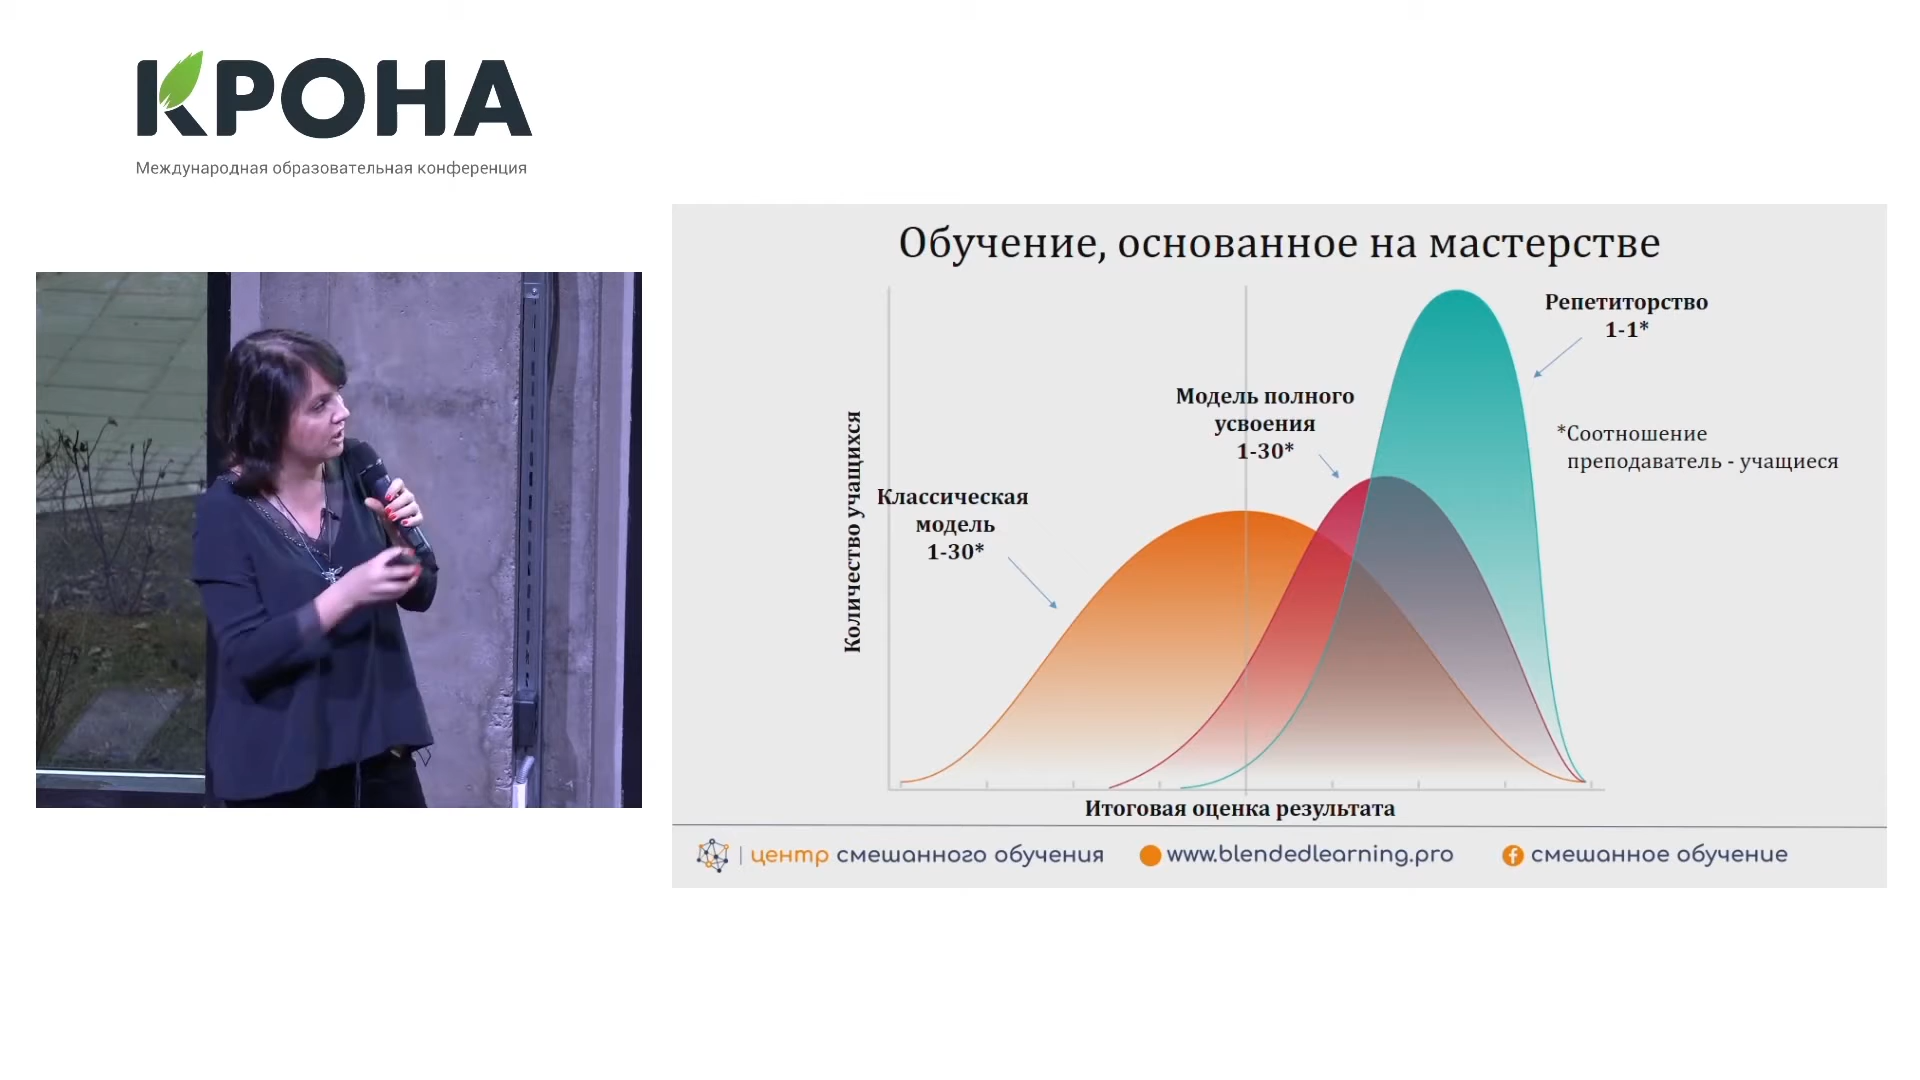 КРОНА
Международная образовательная конференция
Обучение, основанное на мастерстве
Репетиторство
1-1*
Модель полного
усвоения
1-30*
*Соотношение
преподаватель - учащиеся
Классическая
модель
1-30*
Количество учащихся
Итоговая оценка результата
центр смешанного обучения
www.blendedlearning.pro
смешанное обучение